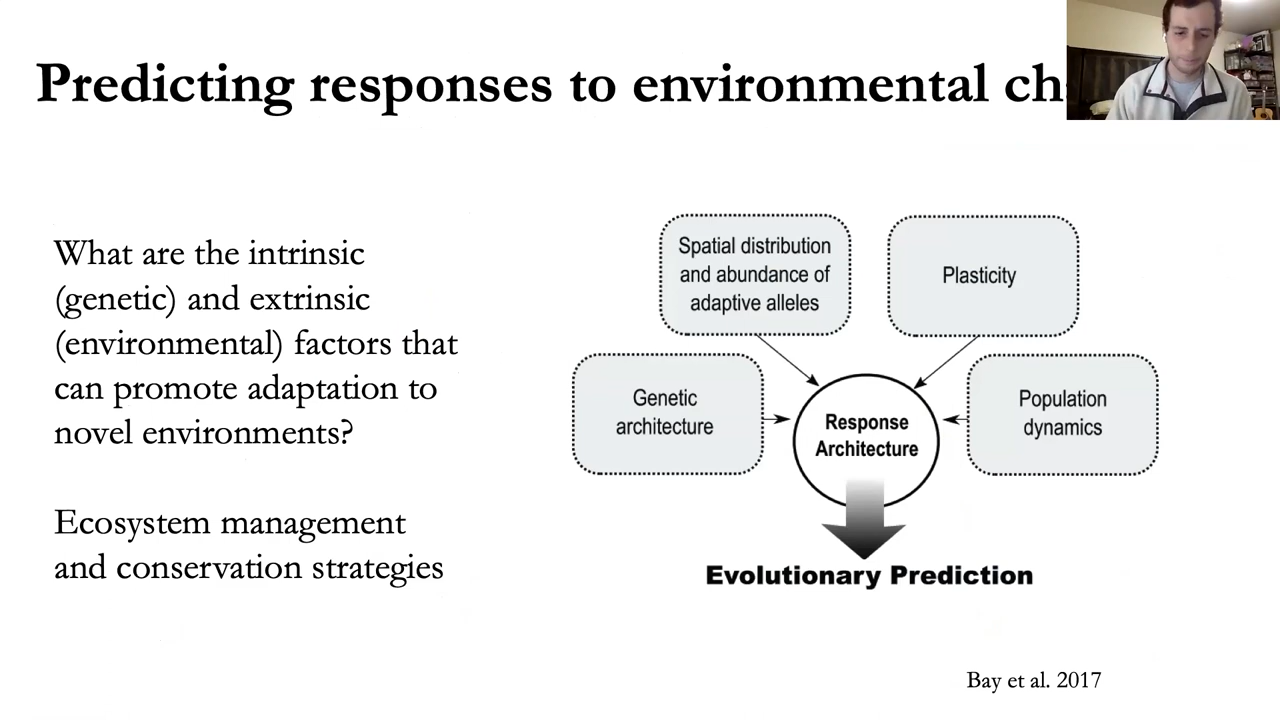 Predicting responses to environmental
What are the intrinsic
(genetic) and extrinsic
(environmental) factors that
can promote adaptation to
novel environments?
Ecosystem management
and conservation strategies
Spatial distribution
and abundance of
adaptive alleles
Plasticity
Genetic
architecture
Response
Architecture
Population
dynamics
Evolutionary Prediction
Bay et al. 2017